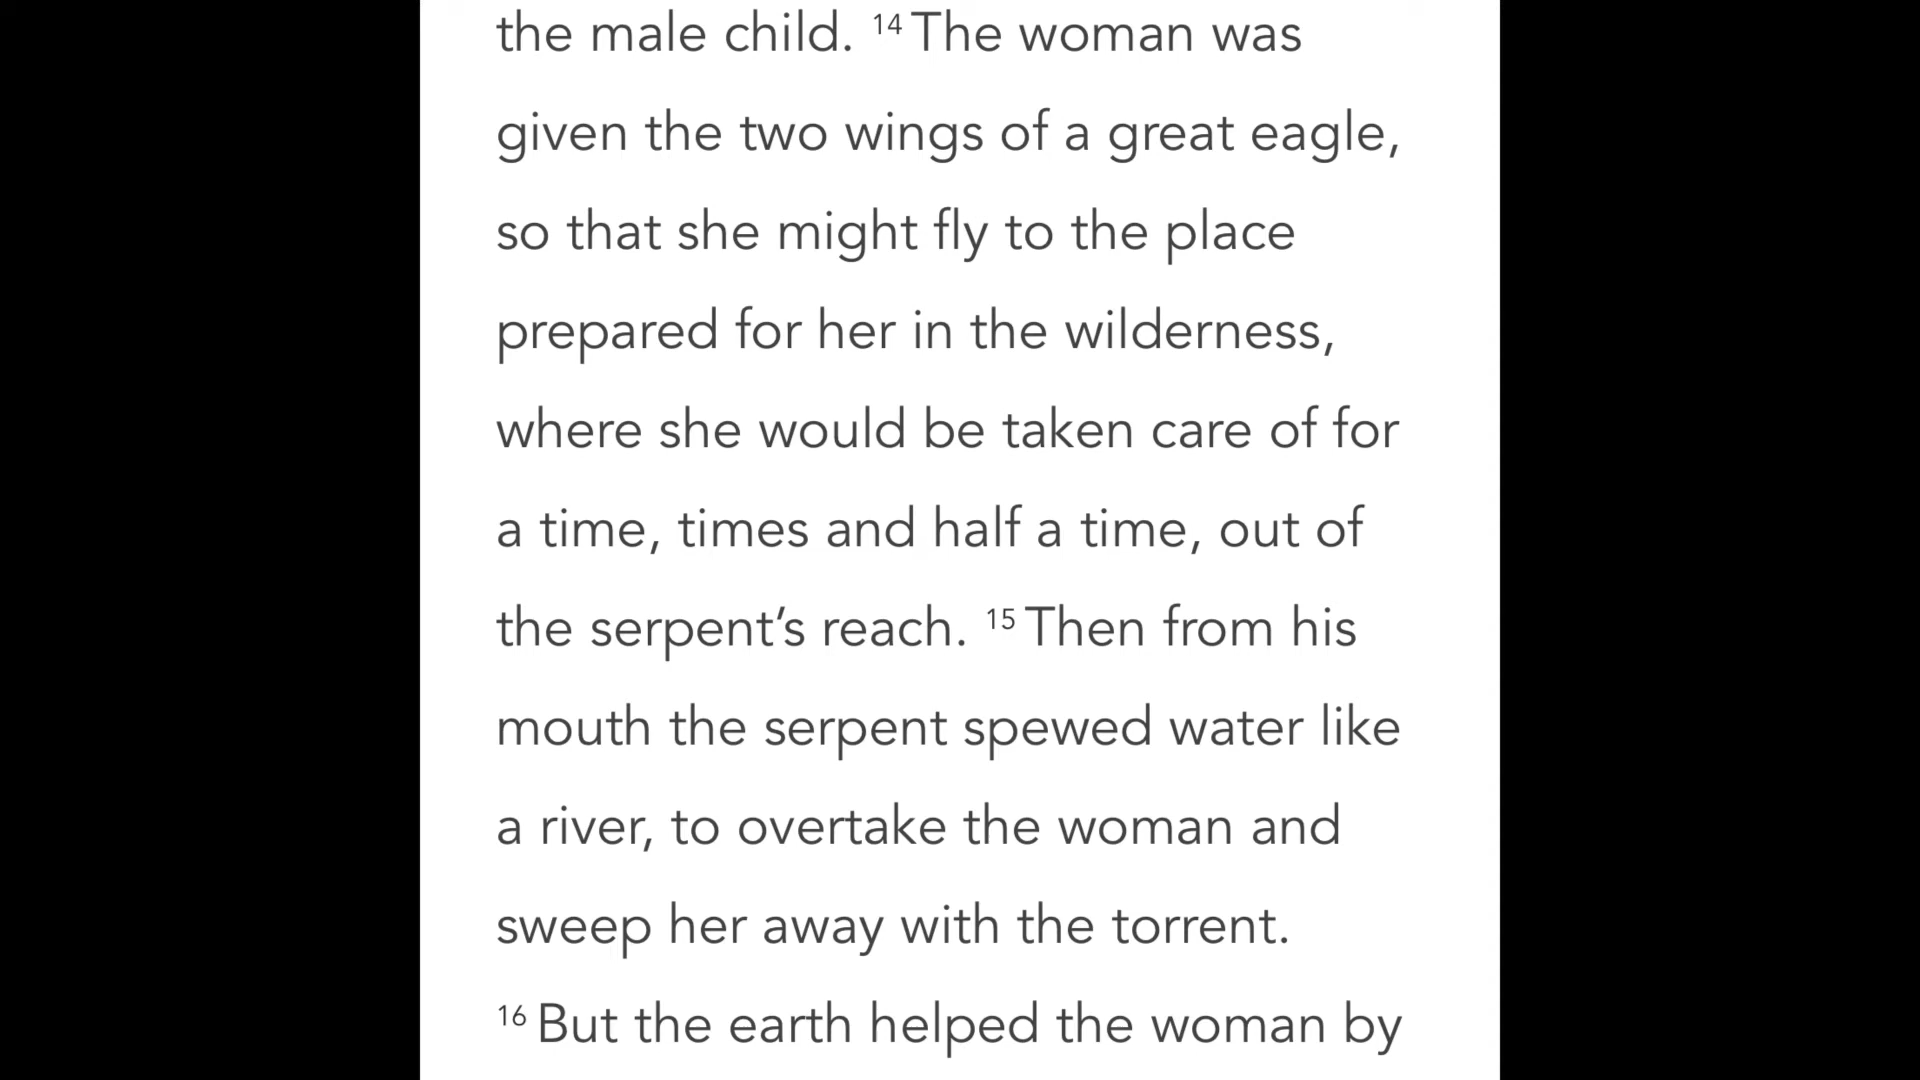 the male child. 14 The woman was
given the two wings of a great eagle,
so that she might fly to the place
prepared for her in the wilderness,
where she would be taken care of for
a time, times and half a time, out of
the serpent’s reach. 15 Then from his
mouth the serpent spewed water like
a river, to overtake the woman and
sweep her away with the torrent.
16 But the earth helped the woman by